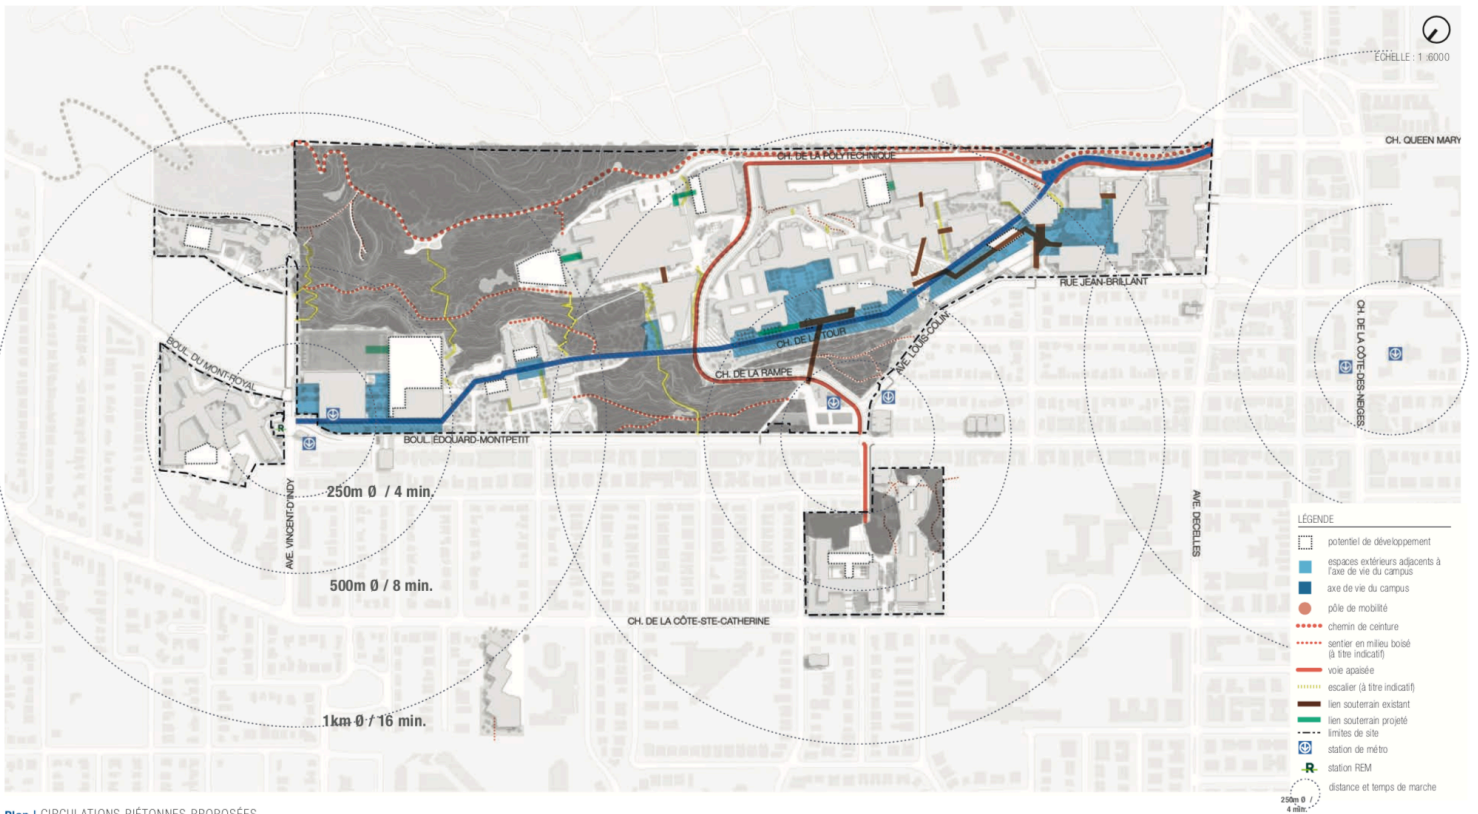 ÉCHELLE : 1 :6000
CH. QUEEN MARY
CH. DE LA POLYTECHNIQUE
RUE JEAN-BRILLANT
CH. DE LA CÔTE-DES-NEIGES
BOUL. DU MONT-ROYAL
CH. DE LA TOUR
AVE. LOUIS-COLIN
CH. DE LA RAMPE
R
BOUL. ÉDOUARD-MONTPETIT
AVE. VINCENT-D'INDY
250m Ø / 4 min.
AVE. DECELLES
500m Ø / 8 min.
CH. DE LA CÔTE-STE-CATHERINE
1km Ø / 16 min.
LÉGENDE
potentiel de développement
espaces extérieurs adjacents à
l'axe de vie du campus
axe de vie du campus
pôle de mobilité
chemin de ceinture
sentier en milieu boisé
(à titre indicatif)
voie apaisée
escalier (à titre indicatif)
lien souterrain existant
lien souterrain projeté
limites de site
station de métro
R station REM
distance et temps de marche
250m Ø /
4 min.
Plan | CIRCULATIONS PIÉTONNES PROPOSÉES